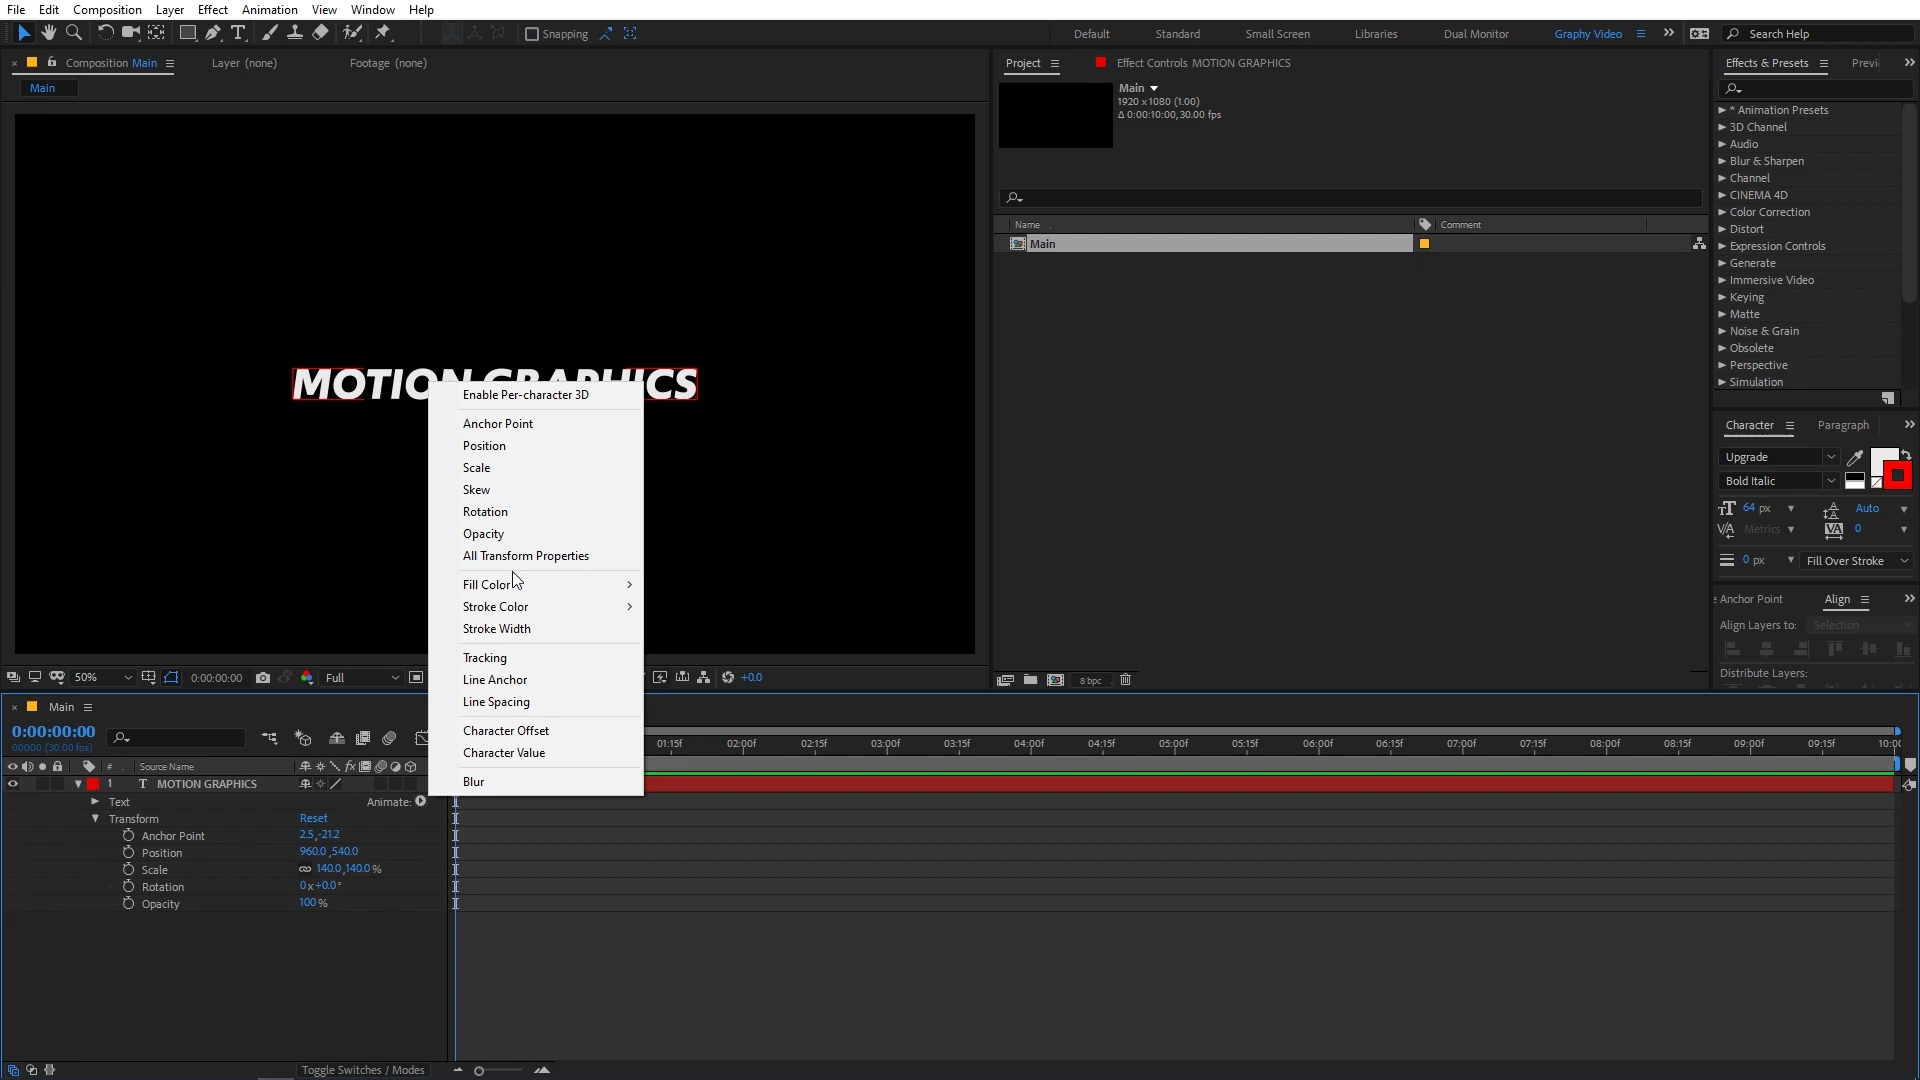 File Edit Composition Layer Effect Animation View Window Help
Snapping Default Standard Small Screen Libraries Dual Monitor Graphy Video Search Help
Composition Main Layer (none) Footage (none)
Main
MOTION GRAPHICS
Enable Per-character 3D
Anchor Point
Position
Scale
Skew
Rotation
Opacity
All Transform Properties
Fill Color
Stroke Color
Stroke Width
Tracking
Line Anchor
Line Spacing
Character Offset
Character Value
Blur
50% 0:00:00:00 Full +0.0
Project Effect Controls MOTION GRAPHICS
Main
1920 x 1080 (1.00)
Δ 0:00:10:00, 30.00 fps
Name Comment
Main
8 bpc
Effects & Presets Previ
* Animation Presets
3D Channel
Audio
Blur & Sharpen
Channel
CINEMA 4D
Color Correction
Distort
Expression Controls
Generate
Immersive Video
Keying
Matte
Noise & Grain
Obsolete
Perspective
Simulation
Character Paragraph
Upgrade
Bold Italic
64 px Auto
Metrics 0
0 px Fill Over Stroke
e Anchor Point Align
Align Layers to: Selection
Distribute Layers:
Main
0:00:00:00
00000 (30.00 fps)
01:15f 02:00f 02:15f 03:00f 03:15f 04:00f 04:15f 05:00f 05:15f 06:00f 06:15f 07:00f 07:15f 08:00f 08:15f 09:00f 09:15f 10:00
# Source Name
1 T MOTION GRAPHICS
Text Animate:
Transform Reset
Anchor Point 2.5,-21.2
Position 960.0,540.0
Scale 140.0,140.0%
Rotation 0x+0.0°
Opacity 100%
Toggle Switches / Modes